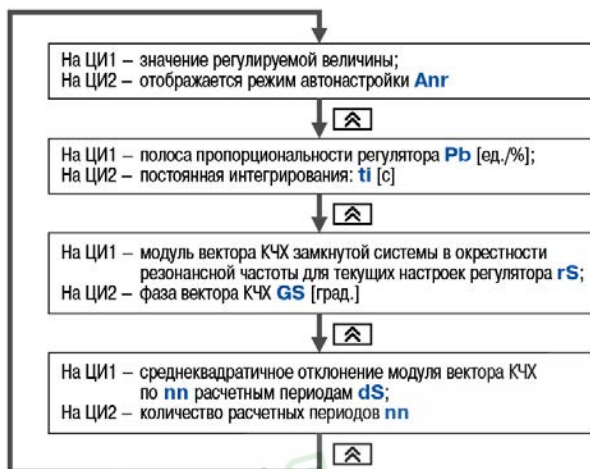 На ЦИ1 – значение регулируемой величины;
На ЦИ2 – отображается режим автонастройки Anr
На ЦИ1 – полоса пропорциональности регулятора Pb [ед./%];
На ЦИ2 – постоянная интегрирования: ti [с]
На ЦИ1 – модуль вектора КЧХ замкнутой системы в окрестности
резонансной частоты для текущих настроек регулятора rS;
На ЦИ2 – фаза вектора КЧХ GS [град.]
На ЦИ1 – среднеквадратичное отклонение модуля вектора КЧХ
по nn расчетным периодам dS;
На ЦИ2 – количество расчетных периодов nn